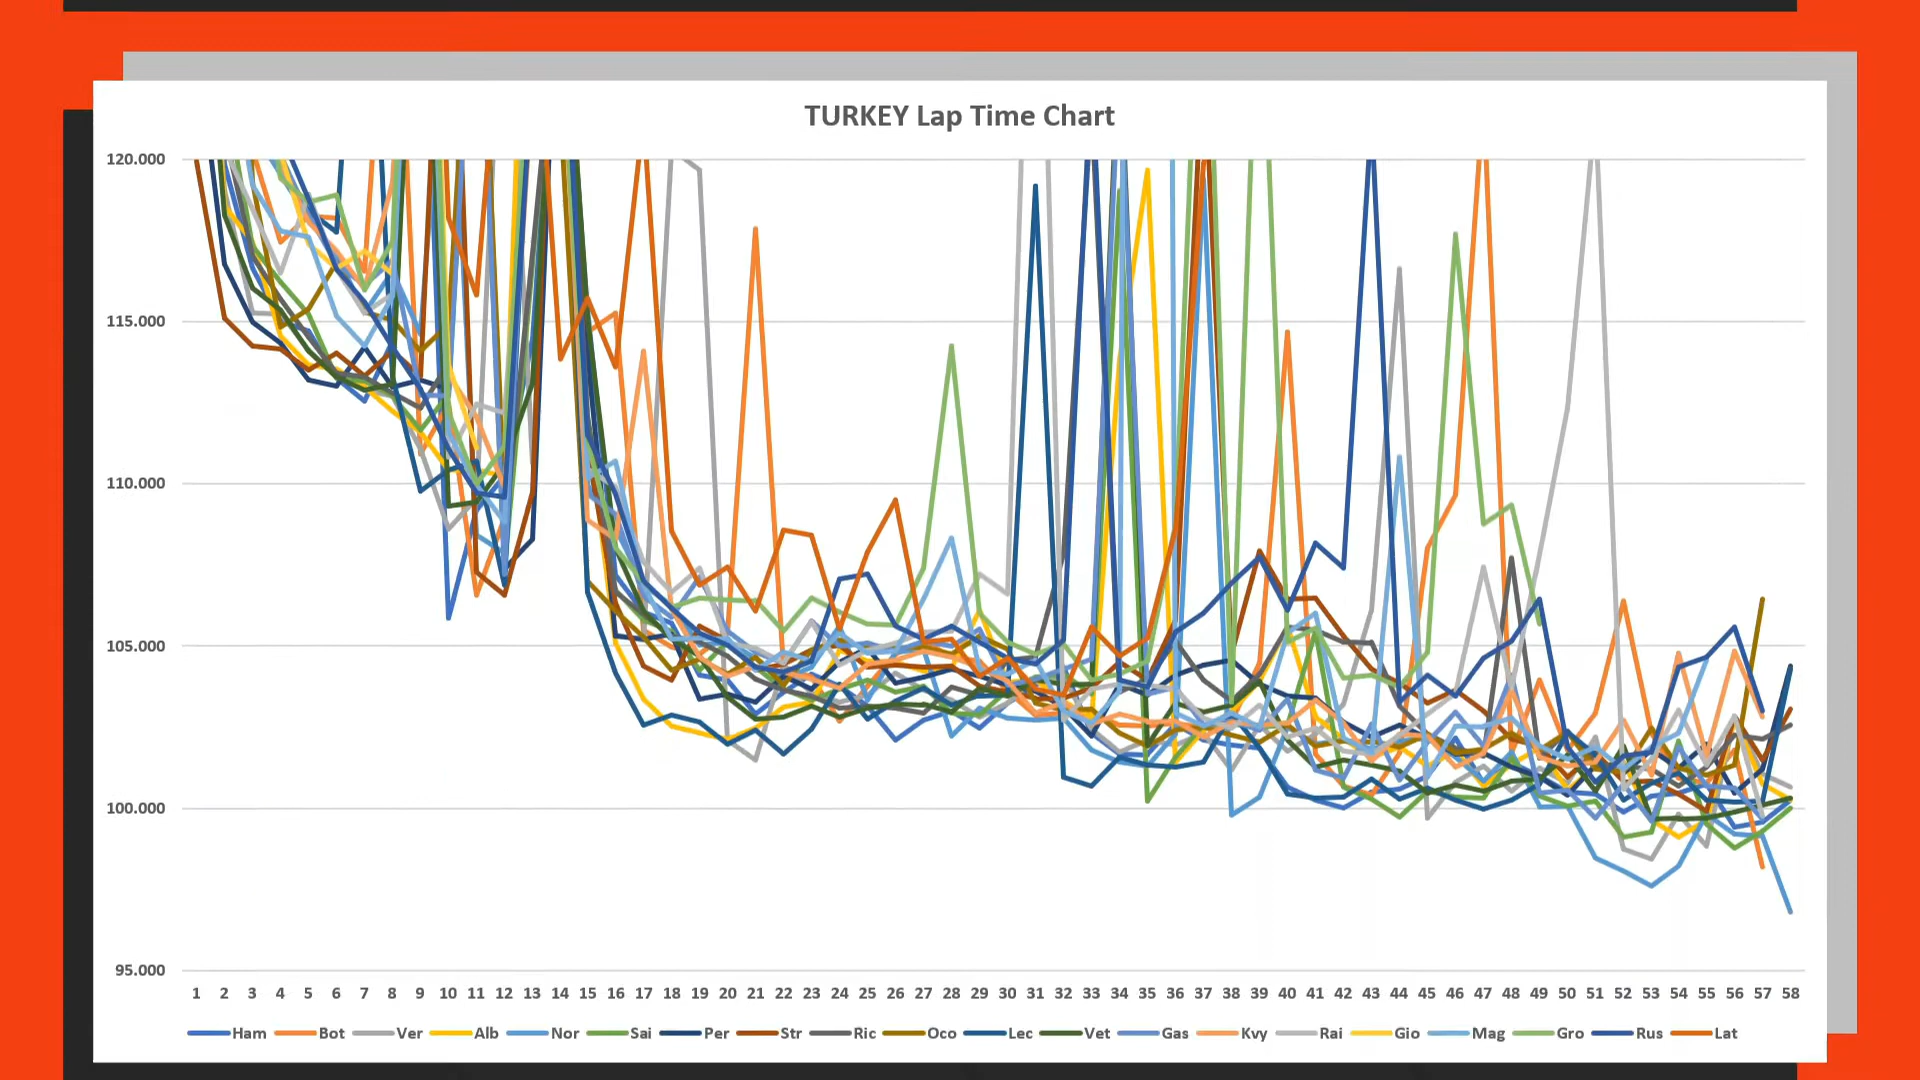 TURKEY Lap Time Chart
120.000
115.000
110.000
105.000
100.000
95.000
1 2 3 4 5 6 7 8 9 10 11 12 13 14 15 16 17 18 19 20 21 22 23 24 25 26 27 28 29 30 31 32 33 34 35 36 37 38 39 40 41 42 43 44 45 46 47 48 49 50 51 52 53 54 55 56 57 58
Ham Bot Ver Alb Nor Sai Per Str Ric Oco Lec Vet Gas Kvy Rai Gio Mag Gro Rus Lat